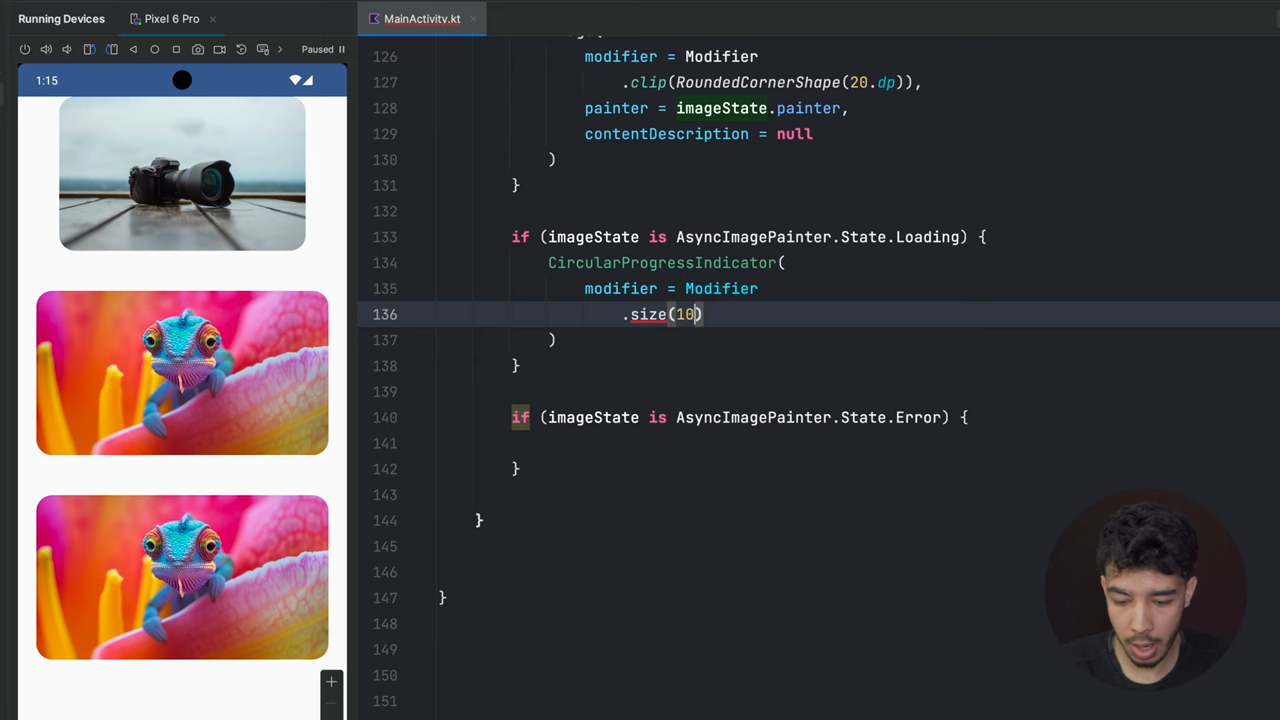 Running Devices
Pixel 6 Pro
MainActivity.kt
Paused
1:15
126 modifier = Modifier
127 .clip(RoundedCornerShape(20.dp)),
128 painter = imageState.painter,
129 contentDescription = null
130 )
131 }
132
133 if (imageState is AsyncImagePainter.State.Loading) {
134 CircularProgressIndicator(
135 modifier = Modifier
136 .size(10)
137 )
138 }
139
140 if (imageState is AsyncImagePainter.State.Error) {
141
142 }
143
144 }
145
146
147 }
148
149
150
151